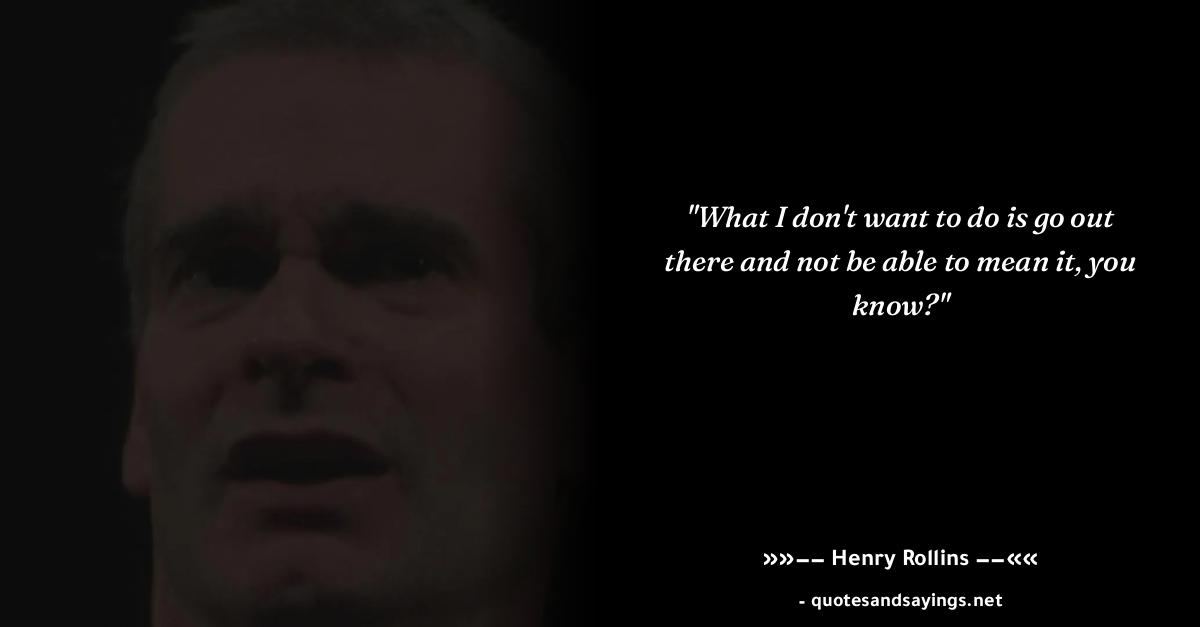 "What I don't want to do is go out
there and not be able to mean it, you
know?"
»»−− Henry Rollins −−««
- quotesandsayings.net